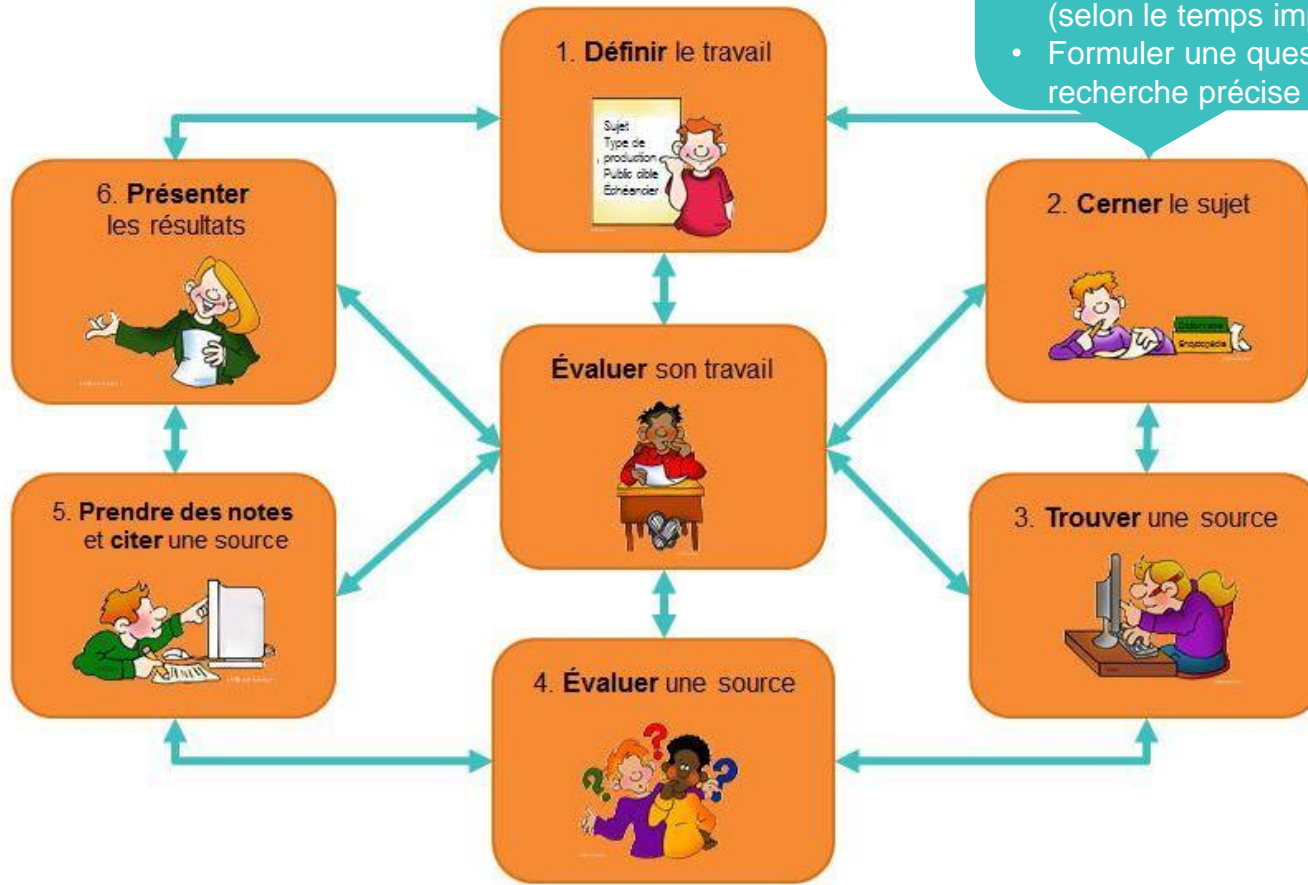 (selon le temps im
• Formuler une ques
recherche précise
1. Définir le travail
Sujet
Type de
production
Public cible
Échéancier
6. Présenter
les résultats
2. Cerner le sujet
Encyclopédie
Évaluer son travail
5. Prendre des notes
et citer une source
3. Trouver une source
4. Évaluer une source
? ? ?